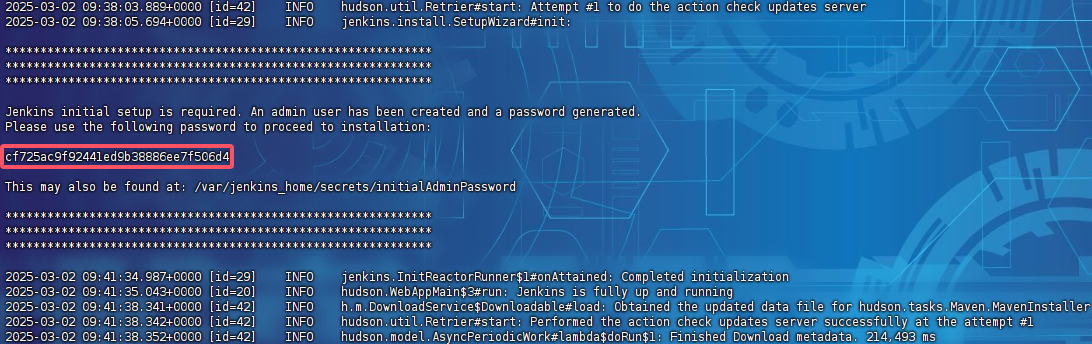 2025-03-02 09:38:03.889+0000 [id=42] INFO hudson.util.Retrier#start: Attempt #1 to do the action check updates server
2025-03-02 09:38:05.694+0000 [id=29] INFO jenkins.install.SetupWizard#init:
*************************************************************
*************************************************************
*************************************************************
Jenkins initial setup is required. An admin user has been created and a password generated.
Please use the following password to proceed to installation:
cf725ac9f92441ed9b38886ee7f506d4
This may also be found at: /var/jenkins_home/secrets/initialAdminPassword
*************************************************************
*************************************************************
*************************************************************
2025-03-02 09:41:34.987+0000 [id=29] INFO jenkins.InitReactorRunner$1#onAttained: Completed initialization
2025-03-02 09:41:35.043+0000 [id=20] INFO hudson.WebAppMain$3#run: Jenkins is fully up and running
2025-03-02 09:41:38.341+0000 [id=42] INFO h.m.DownloadService$Downloadable#load: Obtained the updated data file for hudson.tasks.Maven.MavenInstaller
2025-03-02 09:41:38.342+0000 [id=42] INFO hudson.util.Retrier#start: Performed the action check updates server successfully at the attempt #1
2025-03-02 09:41:38.352+0000 [id=42] INFO hudson.model.AsyncPeriodicWork#lambda$doRun$1: Finished Download metadata. 214,493 ms